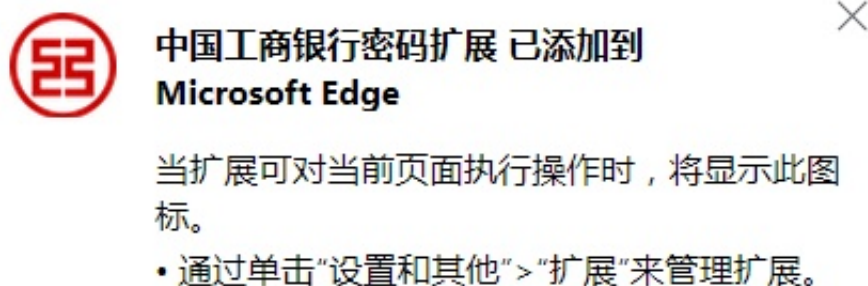 中国工商银行密码扩展 已添加到
Microsoft Edge
当扩展可对当前页面执行操作时，将显示此图
标。
• 通过单击"设置和其他">"扩展"来管理扩展。